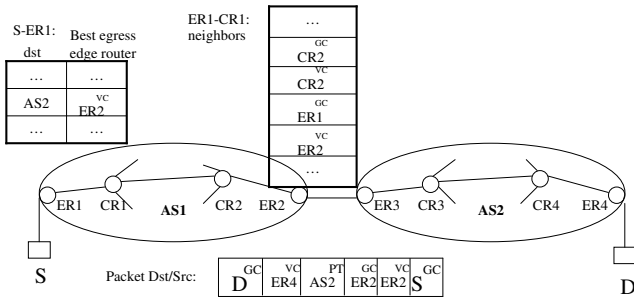 S-ER1:
dst
Best egress
edge router
…
…
AS2
ER2 VC
…
…
ER1-CR1:
neighbors
…
CR2 GC
CR2 VC
ER1 GC
ER2 VC
…
ER1
CR1
AS1
CR2
ER2
ER3
CR3
AS2
CR4
ER4
S
D
Packet Dst/Src:
D GC
ER4 VC
AS2 PT
ER2 GC
ER2 VC
S GC